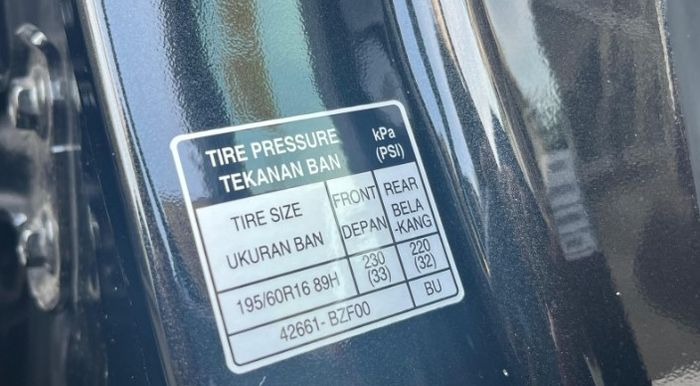 TIRE PRESSURE kPa
TEKANAN BAN (PSI)
TIRE SIZE
UKURAN BAN
FRONT
DEPAN
REAR
BELA
-KANG
195/60R16 89H 230 220
(33) (32)
42661-BZF00 BU